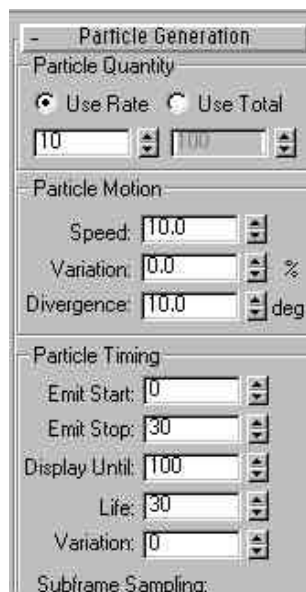 - Particle Generation
Particle Quantity
Use Rate Use Total
10 100
Particle Motion
Speed: 10.0
Variation: 0.0 %
Divergence: 10.0 deg
Particle Timing
Emit Start: 0
Emit Stop: 30
Display Until: 100
Life: 30
Variation: 0
Subframe Sampling: